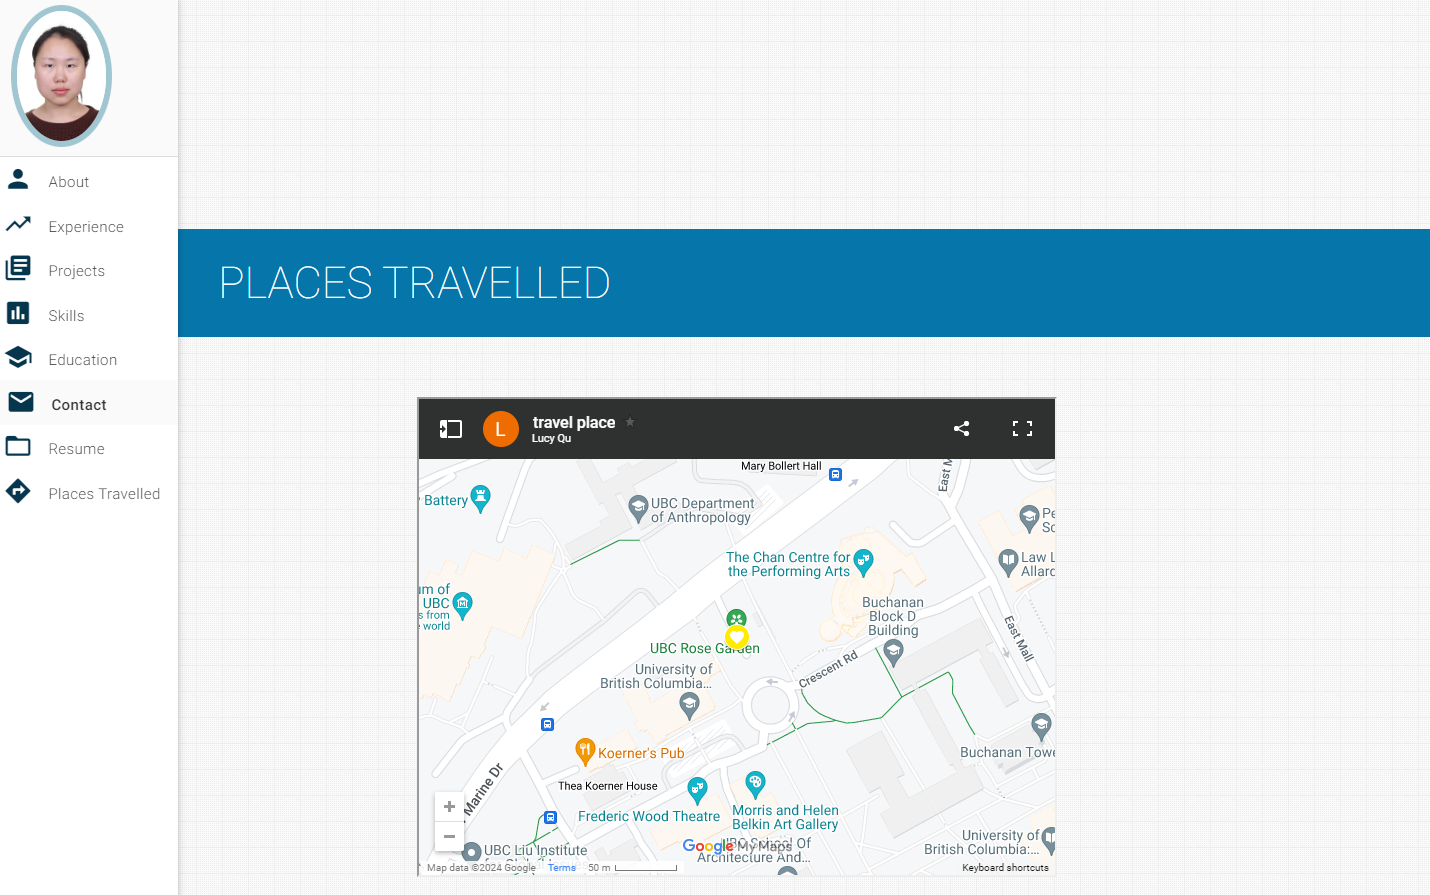 About
Experience
Projects
Skills
Education
Contact
Resume
Places Travelled
PLACES TRAVELLED
L
travel place
Lucy Qu
Mary Bollert Hall
East M
Battery
UBC Department
of Anthropology
Pe
Sc
The Chan Centre for
the Performing Arts
Law L
Allard
um of
UBC
s from
e world
Buchanan
Block D
Building
UBC Rose Garden
East Mall
Crescent Rd
University of
British Columbia...
Buchanan Towe
Koerner's Pub
Marine Dr
Thea Koerner House
Frederic Wood Theatre
Morris and Helen
Belkin Art Gallery
+
−
UBC Liu Institute
Google My Maps
UBC School Of
Architecture And...
University of
British Columbia:...
Map data ©2024 Google
Terms
50 m
Keyboard shortcuts